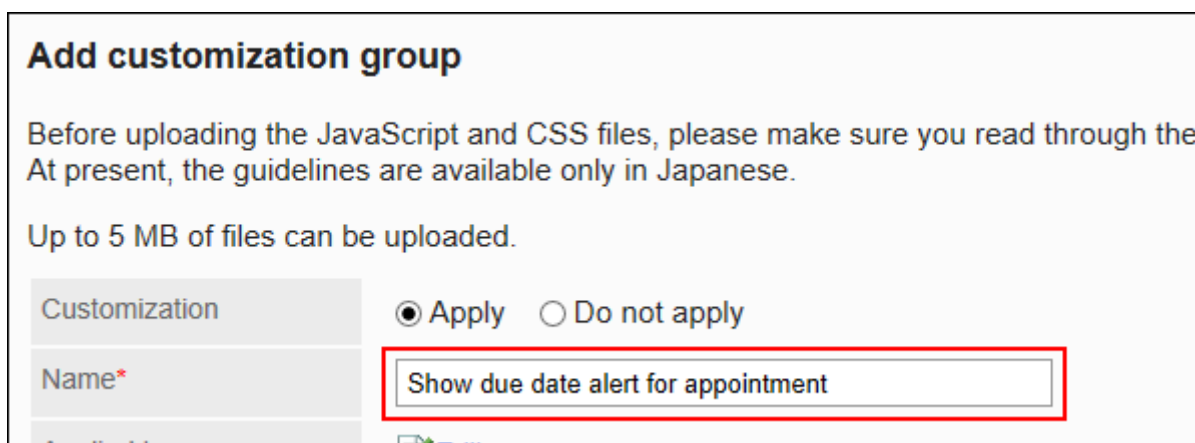 Add customization group
Before uploading the JavaScript and CSS files, please make sure you read through the
At present, the guidelines are available only in Japanese.
Up to 5 MB of files can be uploaded.
Customization Apply Do not apply
Name* Show due date alert for appointment